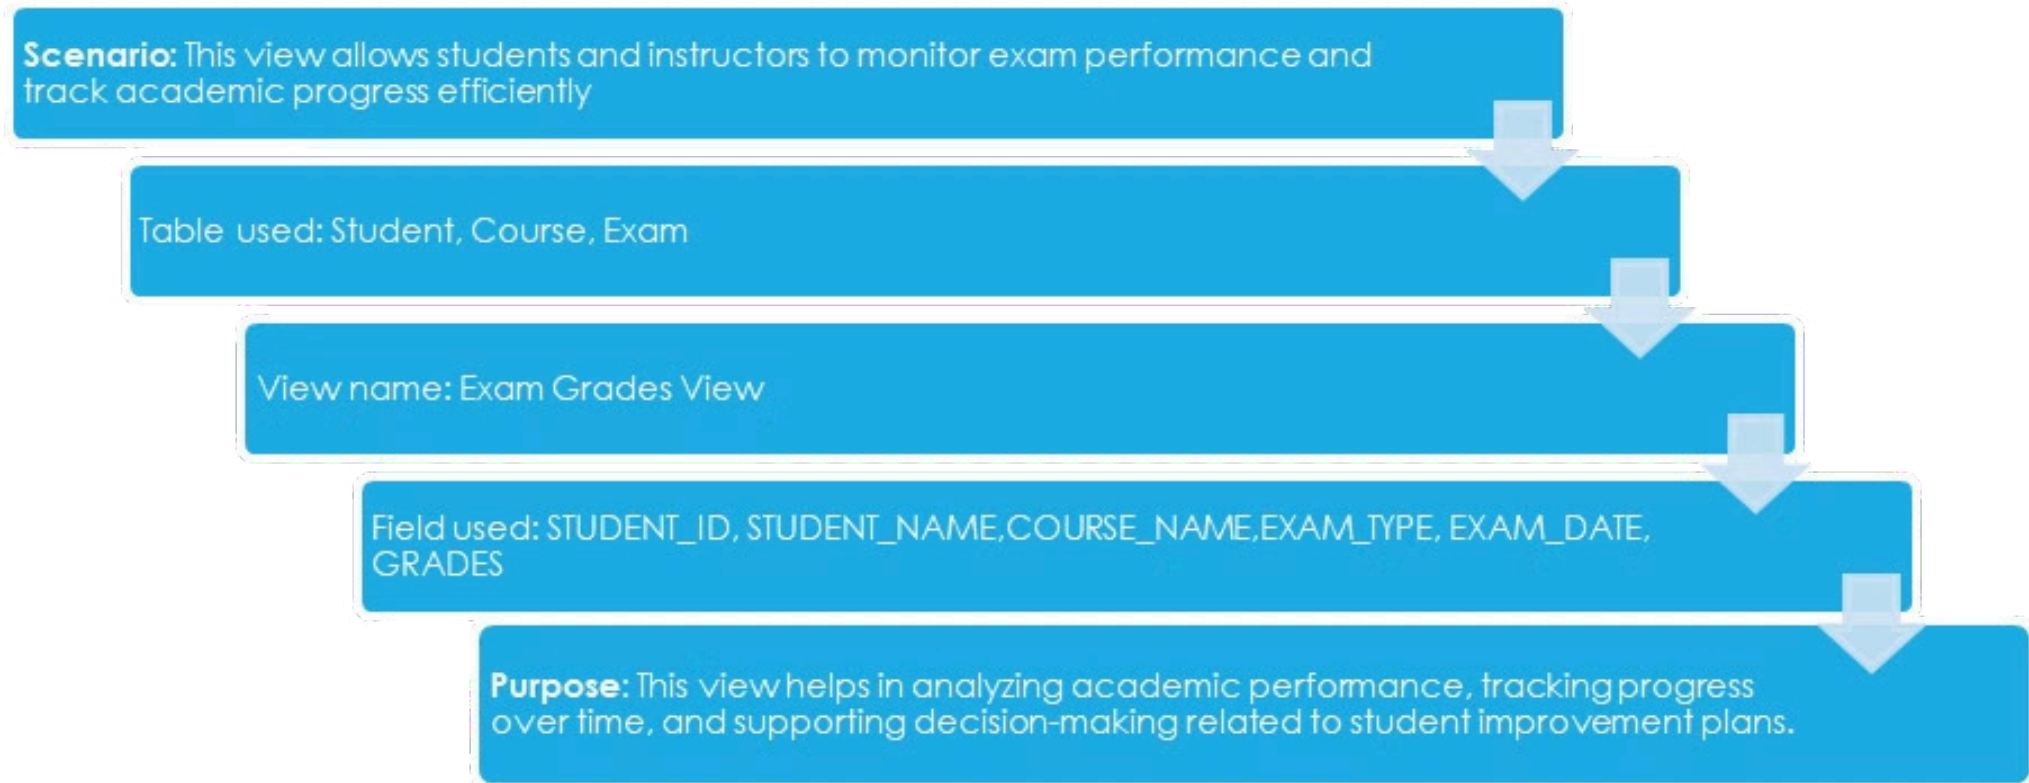 Scenario: This view allows students and instructors to monitor exam performance and
track academic progress efficiently
Table used: Student, Course, Exam
View name: Exam Grades View
Field used: STUDENT_ID, STUDENT_NAME,COURSE_NAME,EXAM_TYPE, EXAM_DATE,
GRADES
Purpose: This view helps in analyzing academic performance, tracking progress
over time, and supporting decision-making related to student improvement plans.